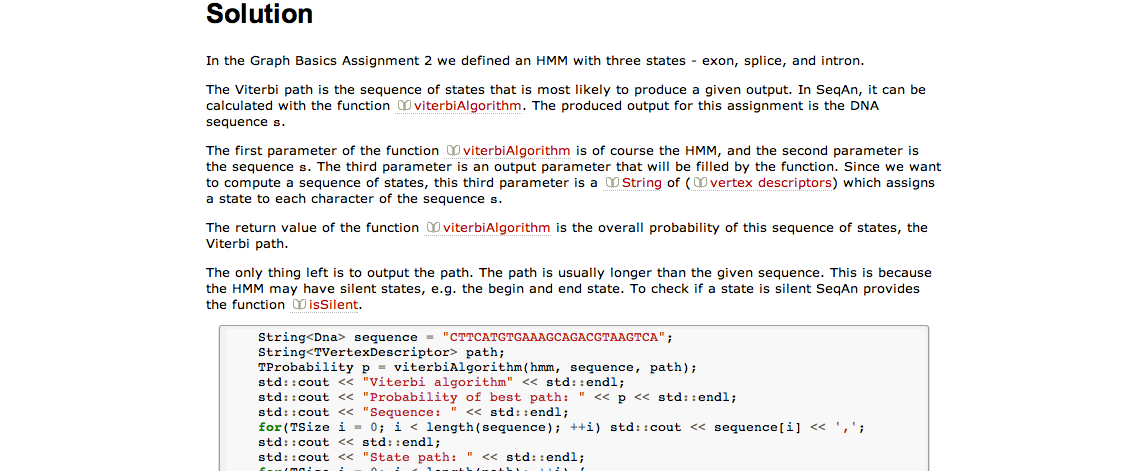 Solution
In the Graph Basics Assignment 2 we defined an HMM with three states - exon, splice, and intron.
The Viterbi path is the sequence of states that is most likely to produce a given output. In SeqAn, it can be
calculated with the function viterbiAlgorithm. The produced output for this assignment is the DNA
sequence s.
The first parameter of the function viterbiAlgorithm is of course the HMM, and the second parameter is
the sequence s. The third parameter is an output parameter that will be filled by the function. Since we want
to compute a sequence of states, this third parameter is a String of (vertex descriptors) which assigns
a state to each character of the sequence s.
The return value of the function viterbiAlgorithm is the overall probability of this sequence of states, the
Viterbi path.
The only thing left is to output the path. The path is usually longer than the given sequence. This is because
the HMM may have silent states, e.g. the begin and end state. To check if a state is silent SeqAn provides
the function isSilent.
String<Dna> sequence = "CTTCATGTGAAAGCAGACGTAAGTCA";
String<TVertexDescriptor> path;
TProbability p = viterbiAlgorithm(hmm, sequence, path);
std::cout << "Viterbi algorithm" << std::endl;
std::cout << "Probability of best path: " << p << std::endl;
std::cout << "Sequence: " << std::endl;
for(TSize i = 0; i < length(sequence); ++i) std::cout << sequence[i] << ',';
std::cout << std::endl;
std::cout << "State path: " << std::endl;